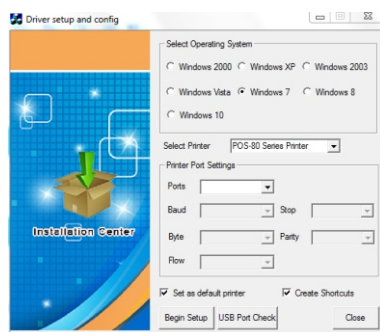 Driver setup and config
Select Operating System
Windows 2000 Windows XP Windows 2003
Windows Vista Windows 7 Windows 8
Windows 10
Select Printer POS-80 Series Printer
Printer Port Settings
Ports
Baud Stop
Byte Parity
Flow
Installation Center
Set as default printer Create Shortcuts
Begin Setup USB Port Check Close